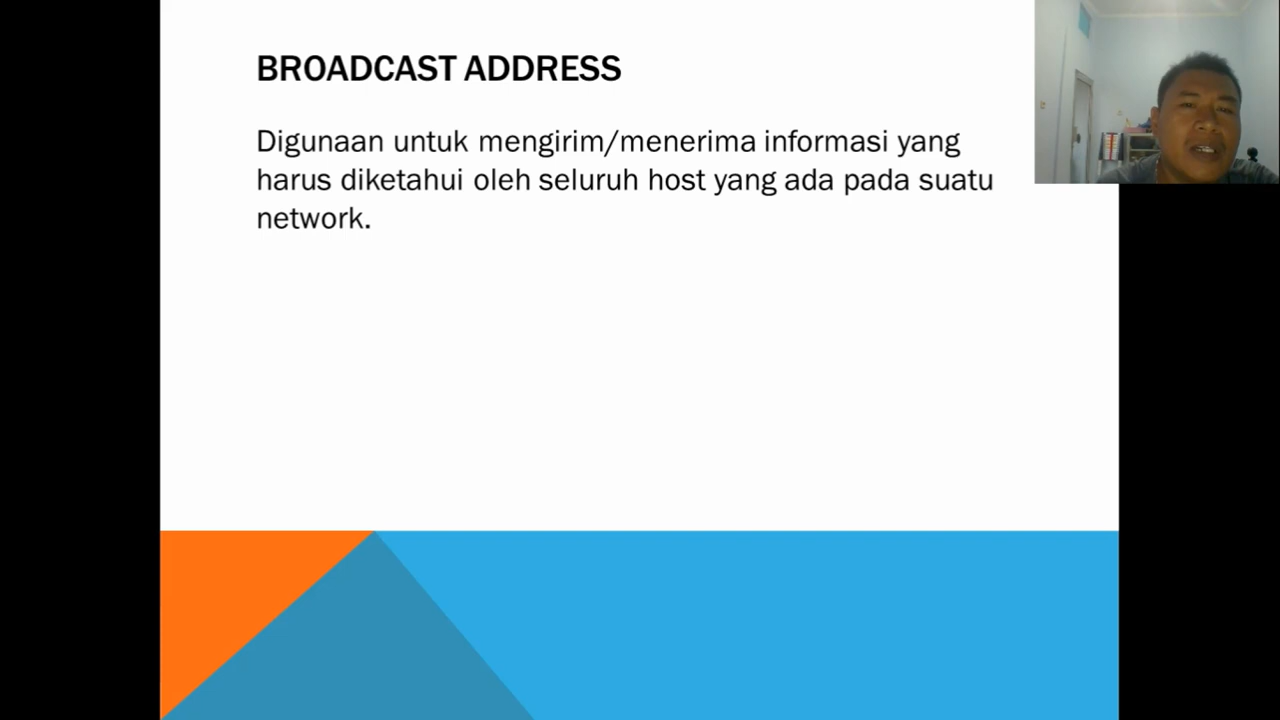 BROADCAST ADDRESS
Digunaan untuk mengirim/menerima informasi yang
harus diketahui oleh seluruh host yang ada pada suatu
network.